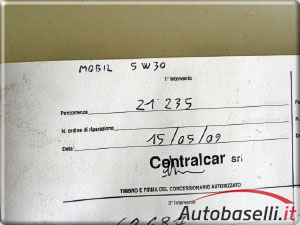 MOBIL 5W30
1° Intervento
Percorrenza 21 235
N. ordine di riparazione
Data 15/05/09
Centralcar srl
TIMBRO E FIRMA DEL CONCESSIONARIO AUTORIZZATO
3° Intervento
Autobaselli.it